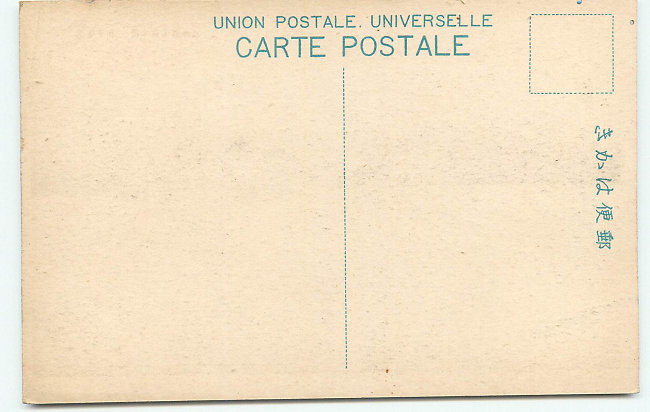 UNION POSTALE. UNIVERSELLE
CARTE POSTALE
きかは便郵